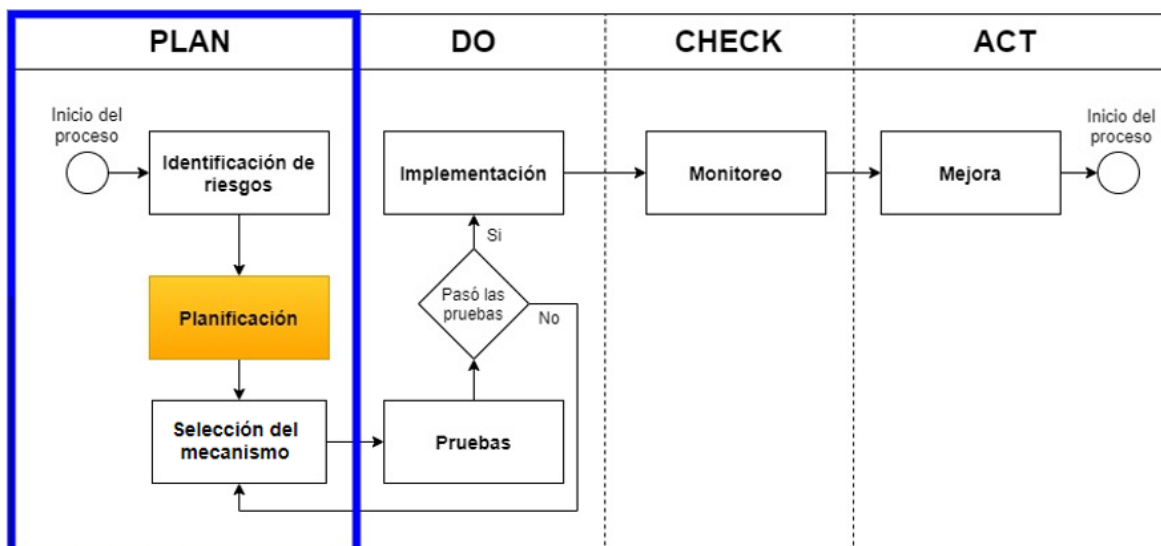 PLAN
DO
CHECK
ACT
Inicio del
proceso
Identificación de
riesgos
Planificación
Selección del
mecanismo
Implementación
Si
Pasó las
pruebas
No
Pruebas
Monitoreo
Mejora
Inicio del
proceso